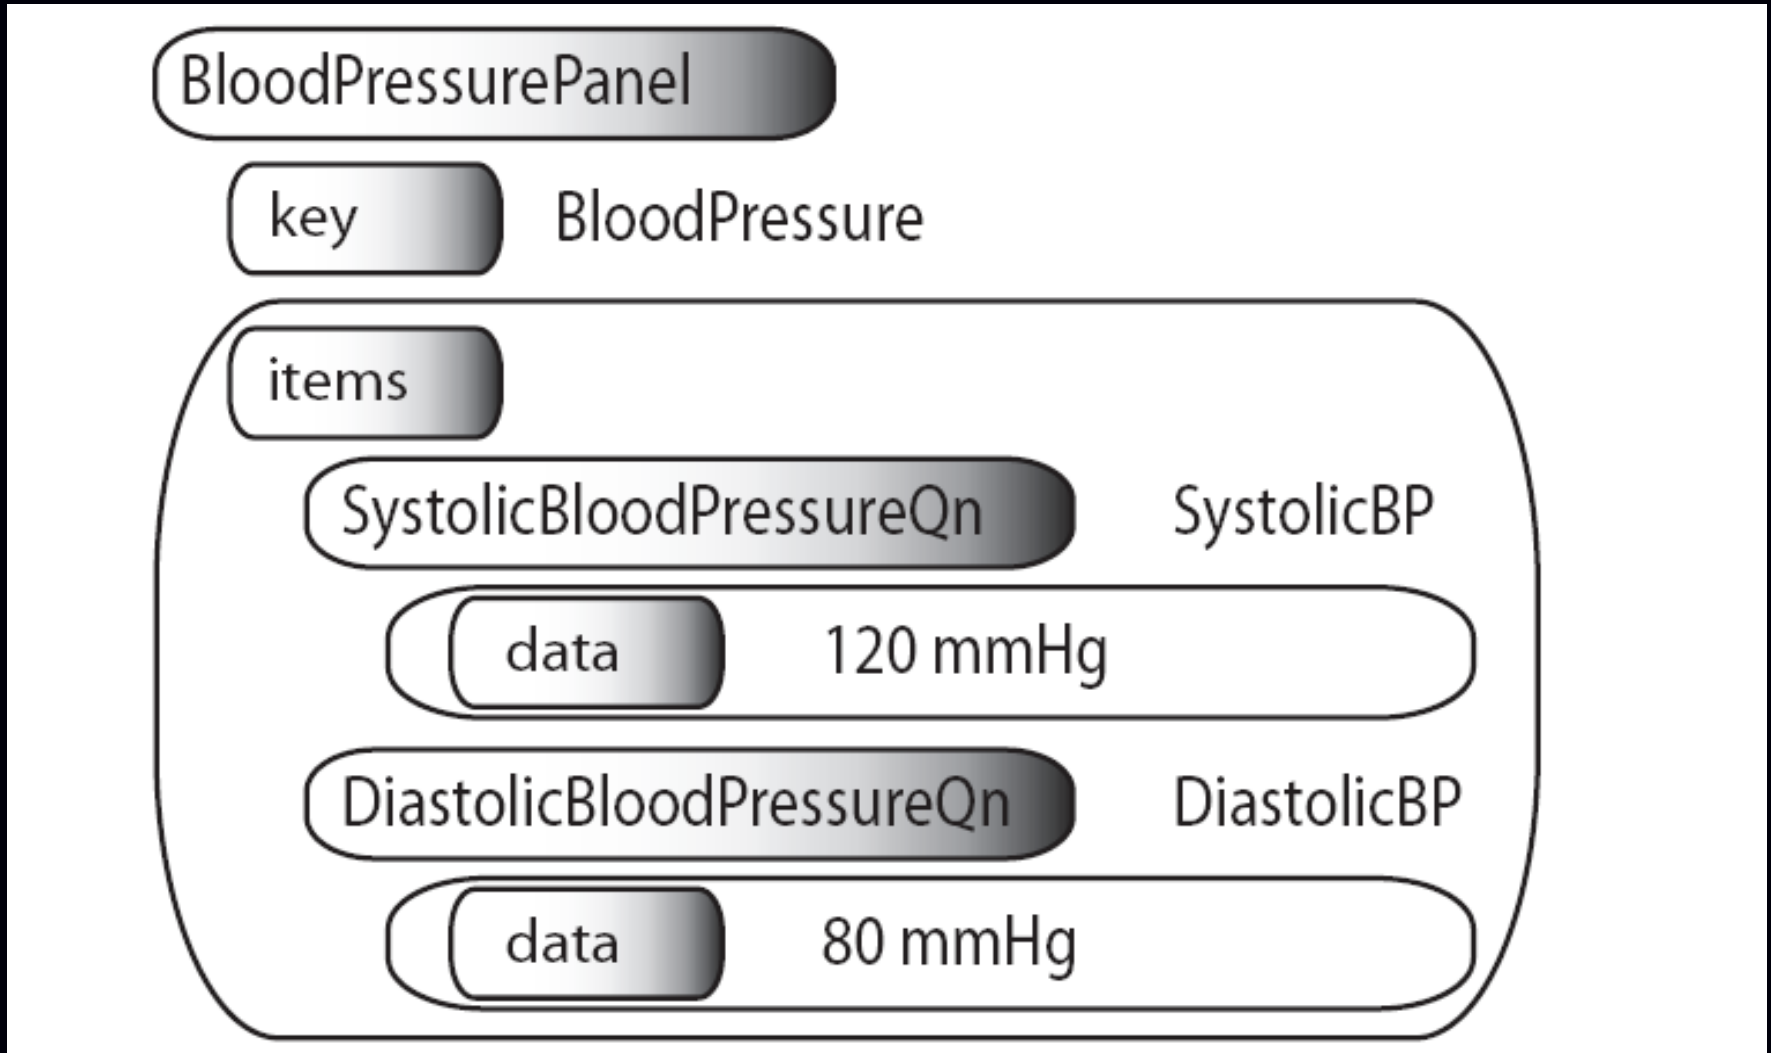 BloodPressurePanel
key BloodPressure
items
SystolicBloodPressureQn SystolicBP
data 120 mmHg
DiastolicBloodPressureQn DiastolicBP
data 80 mmHg